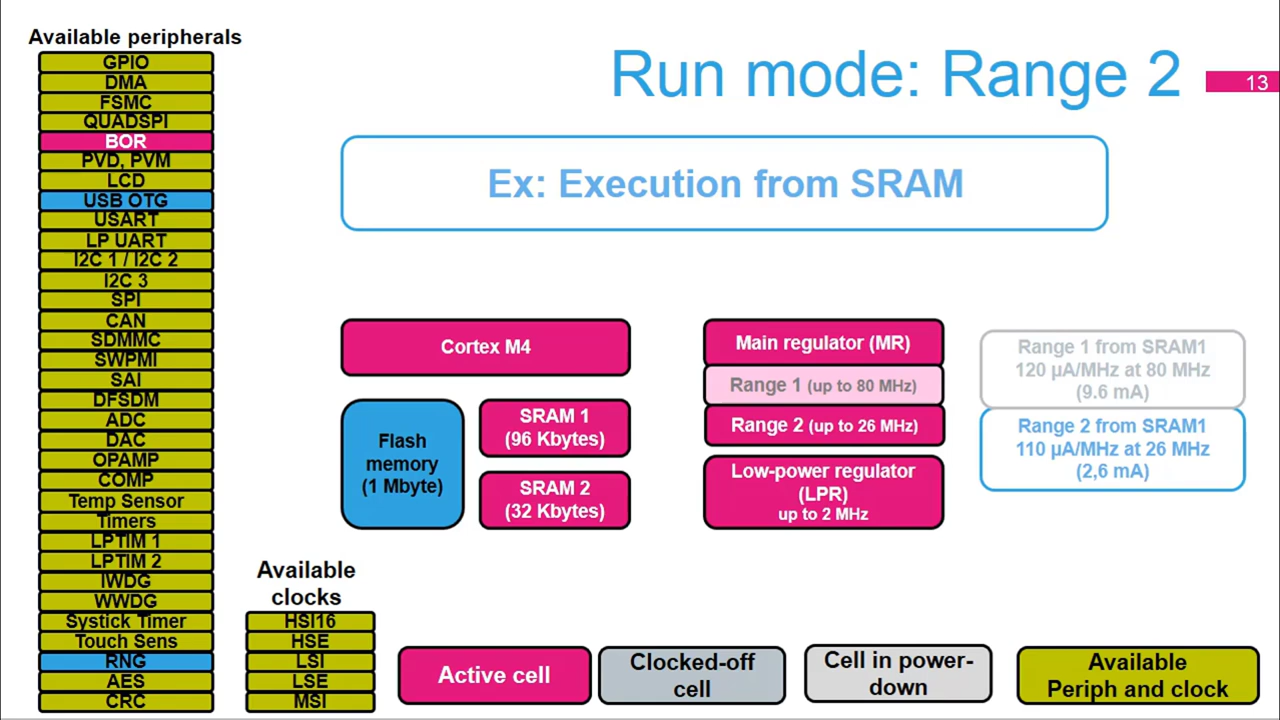 Available peripherals
GPIO
DMA
FSMC
QUADSPI
BOR
PVD, PVM
LCD
USB OTG
USART
LP UART
I2C 1 / I2C 2
I2C 3
SPI
CAN
SDMMC
SWPMI
SAI
DFSDM
ADC
DAC
OPAMP
COMP
Temp Sensor
Timers
LPTIM 1
LPTIM 2
IWDG
WWDG
Systick Timer
Touch Sens
RNG
AES
CRC
Available
clocks
HSI16
HSE
LSI
LSE
MSI
Run mode: Range 2
13
Ex: Execution from SRAM
Cortex M4
Flash
memory
(1 Mbyte)
SRAM 1
(96 Kbytes)
SRAM 2
(32 Kbytes)
Main regulator (MR)
Range 1 (up to 80 MHz)
Range 2 (up to 26 MHz)
Low-power regulator
(LPR)
up to 2 MHz
Range 1 from SRAM1
120 µA/MHz at 80 MHz
(9.6 mA)
Range 2 from SRAM1
110 µA/MHz at 26 MHz
(2,6 mA)
Active cell
Clocked-off
cell
Cell in power-
down
Available
Periph and clock